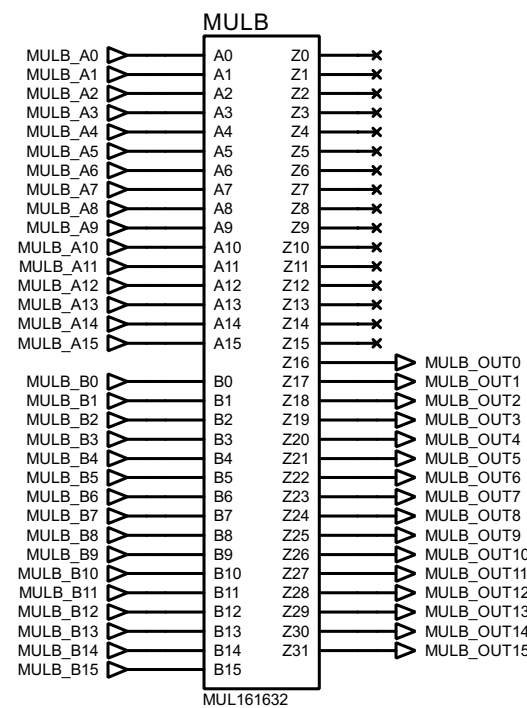 MULB
MULB_A0 A0 Z0
MULB_A1 A1 Z1
MULB_A2 A2 Z2
MULB_A3 A3 Z3
MULB_A4 A4 Z4
MULB_A5 A5 Z5
MULB_A6 A6 Z6
MULB_A7 A7 Z7
MULB_A8 A8 Z8
MULB_A9 A9 Z9
MULB_A10 A10 Z10
MULB_A11 A11 Z11
MULB_A12 A12 Z12
MULB_A13 A13 Z13
MULB_A14 A14 Z14
MULB_A15 A15 Z15
Z16 MULB_OUT0
MULB_B0 B0 Z17 MULB_OUT1
MULB_B1 B1 Z18 MULB_OUT2
MULB_B2 B2 Z19 MULB_OUT3
MULB_B3 B3 Z20 MULB_OUT4
MULB_B4 B4 Z21 MULB_OUT5
MULB_B5 B5 Z22 MULB_OUT6
MULB_B6 B6 Z23 MULB_OUT7
MULB_B7 B7 Z24 MULB_OUT8
MULB_B8 B8 Z25 MULB_OUT9
MULB_B9 B9 Z26 MULB_OUT10
MULB_B10 B10 Z27 MULB_OUT11
MULB_B11 B11 Z28 MULB_OUT12
MULB_B12 B12 Z29 MULB_OUT13
MULB_B13 B13 Z30 MULB_OUT14
MULB_B14 B14 Z31 MULB_OUT15
MULB_B15 B15
MUL161632